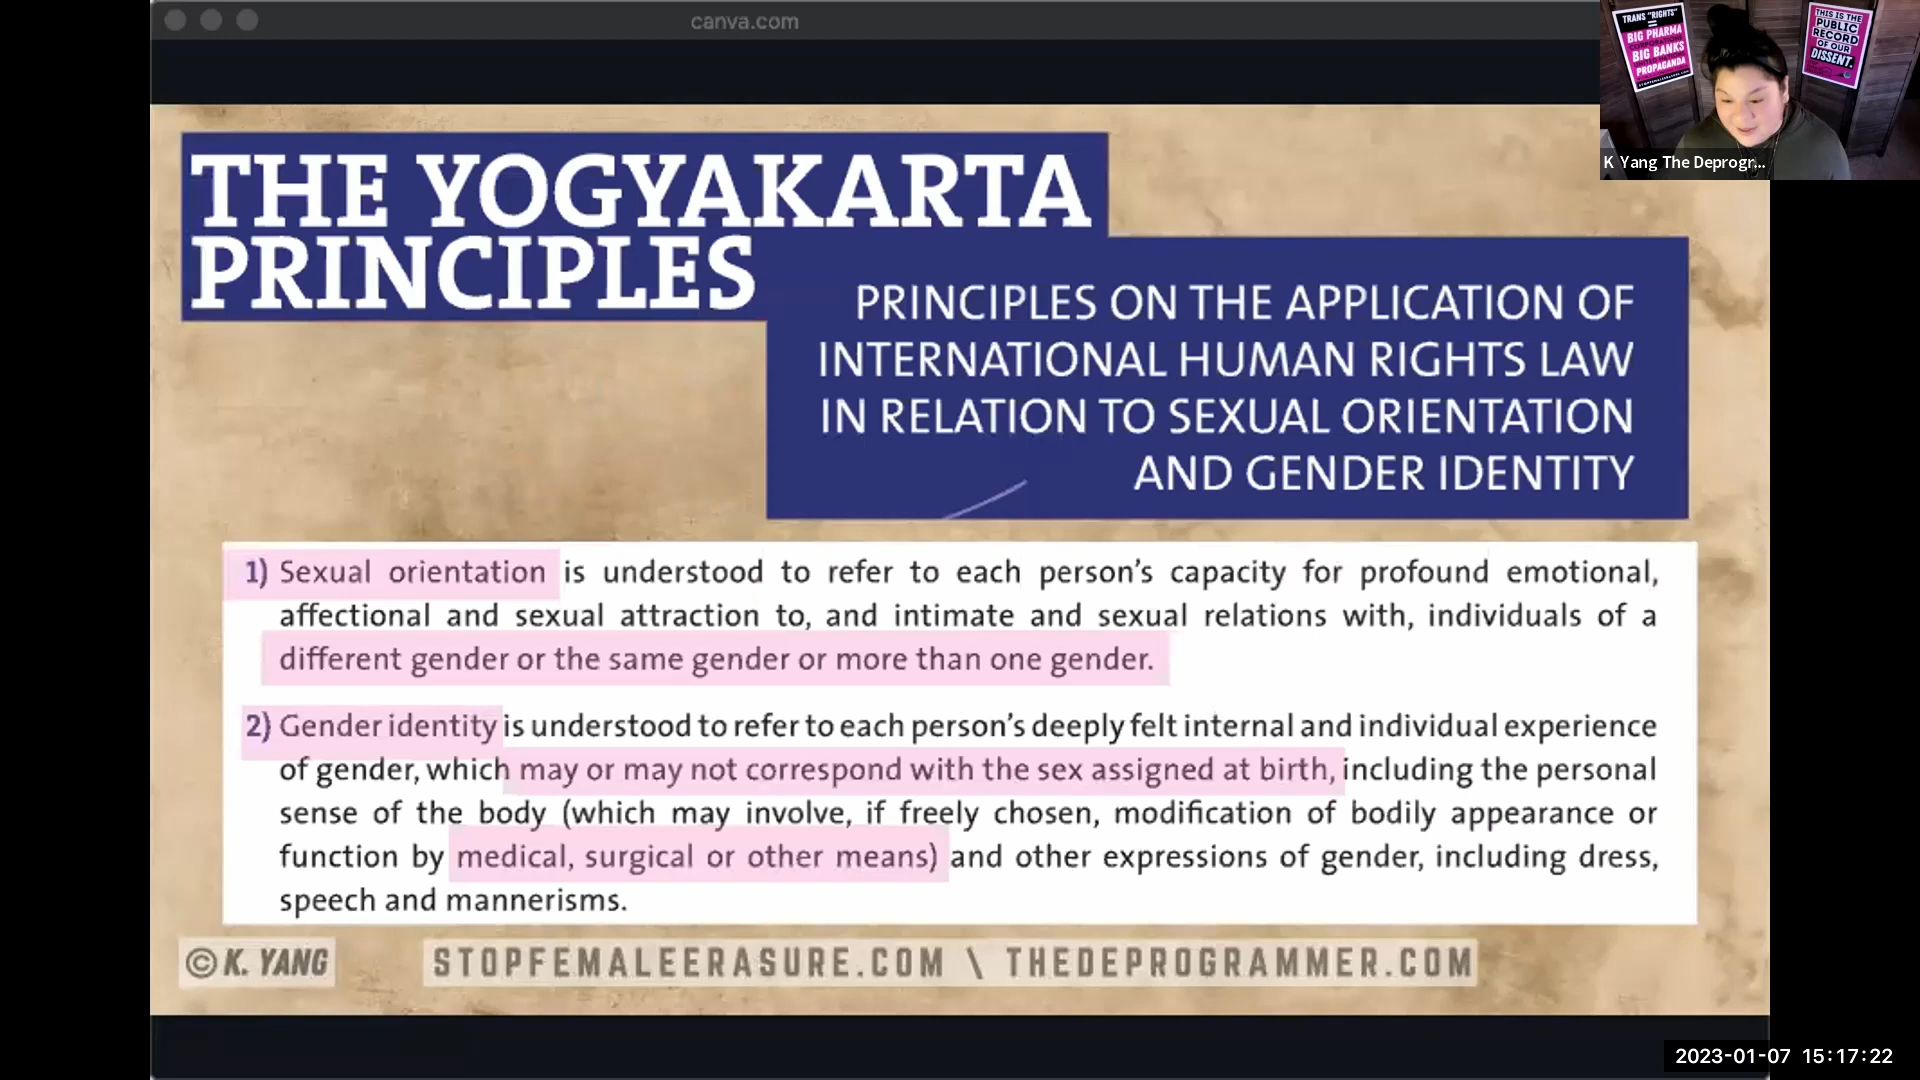 canva.com
TRANS "RIGHTS"
=
BIG PHARMA
BIG BANKS
PROPAGANDA
THIS IS THE
PUBLIC
RECORD
OF OUR
DISSENT.
K Yang The Deprogr...
THE YOGYAKARTA
PRINCIPLES
PRINCIPLES ON THE APPLICATION OF
INTERNATIONAL HUMAN RIGHTS LAW
IN RELATION TO SEXUAL ORIENTATION
AND GENDER IDENTITY
1) Sexual orientation is understood to refer to each person's capacity for profound emotional,
affectional and sexual attraction to, and intimate and sexual relations with, individuals of a
different gender or the same gender or more than one gender.
2) Gender identity is understood to refer to each person's deeply felt internal and individual experience
of gender, which may or may not correspond with the sex assigned at birth, including the personal
sense of the body (which may involve, if freely chosen, modification of bodily appearance or
function by medical, surgical or other means) and other expressions of gender, including dress,
speech and mannerisms.
© K. YANG
STOPFEMALEERASURE.COM \ THEDEPROGRAMMER.COM
2023-01-07 15:17:22